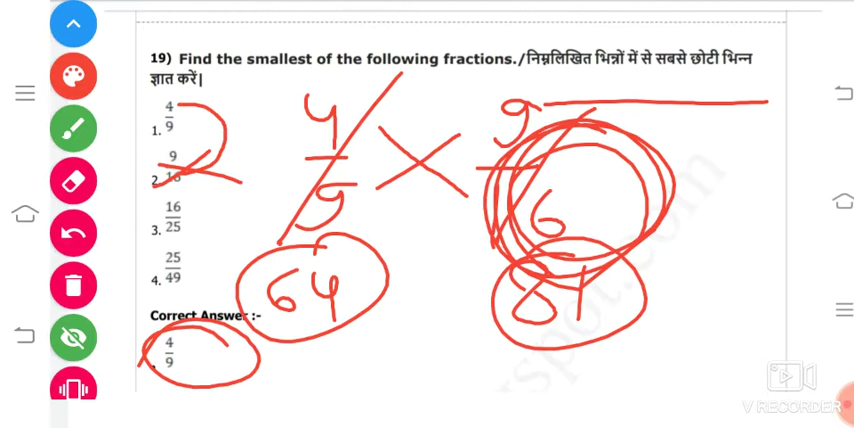 19) Find the smallest of the following fractions./निम्नलिखित भिन्नों में से सबसे छोटी भिन्न
ज्ञात करें|
1. 4/9
2. 9/16
3. 16/25
4. 25/49
Correct Answer :-
4/9
2
4/9 × 9/
6
64
81
V RECORDER